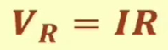 V_R = IR